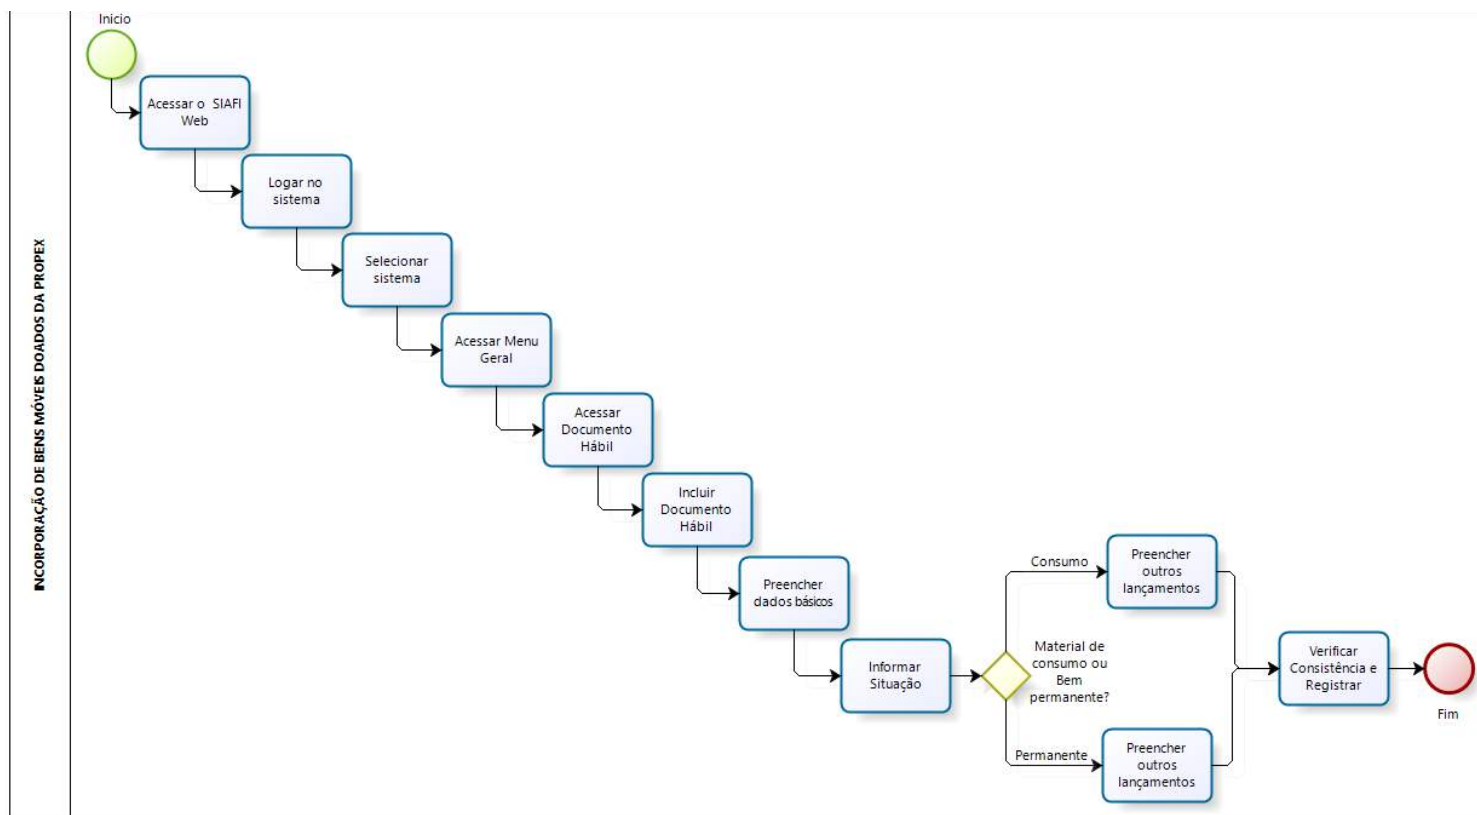 Inicio
Acessar o SIAFI
Web
Logar no
sistema
Selecionar
sistema
Acessar Menu
Geral
Acessar
Documento
Hábil
Incluir
Documento
Hábil
Preencher
dados básicos
Informar
Situação
Material de
consumo ou
Bem
permanente?
Consumo
Preencher
outros
lançamentos
Permanente
Preencher
outros
lançamentos
Verificar
Consistência e
Registrar
Fim
INCORPORAÇÃO DE BENS MÓVEIS DOADOS DA PROPEX